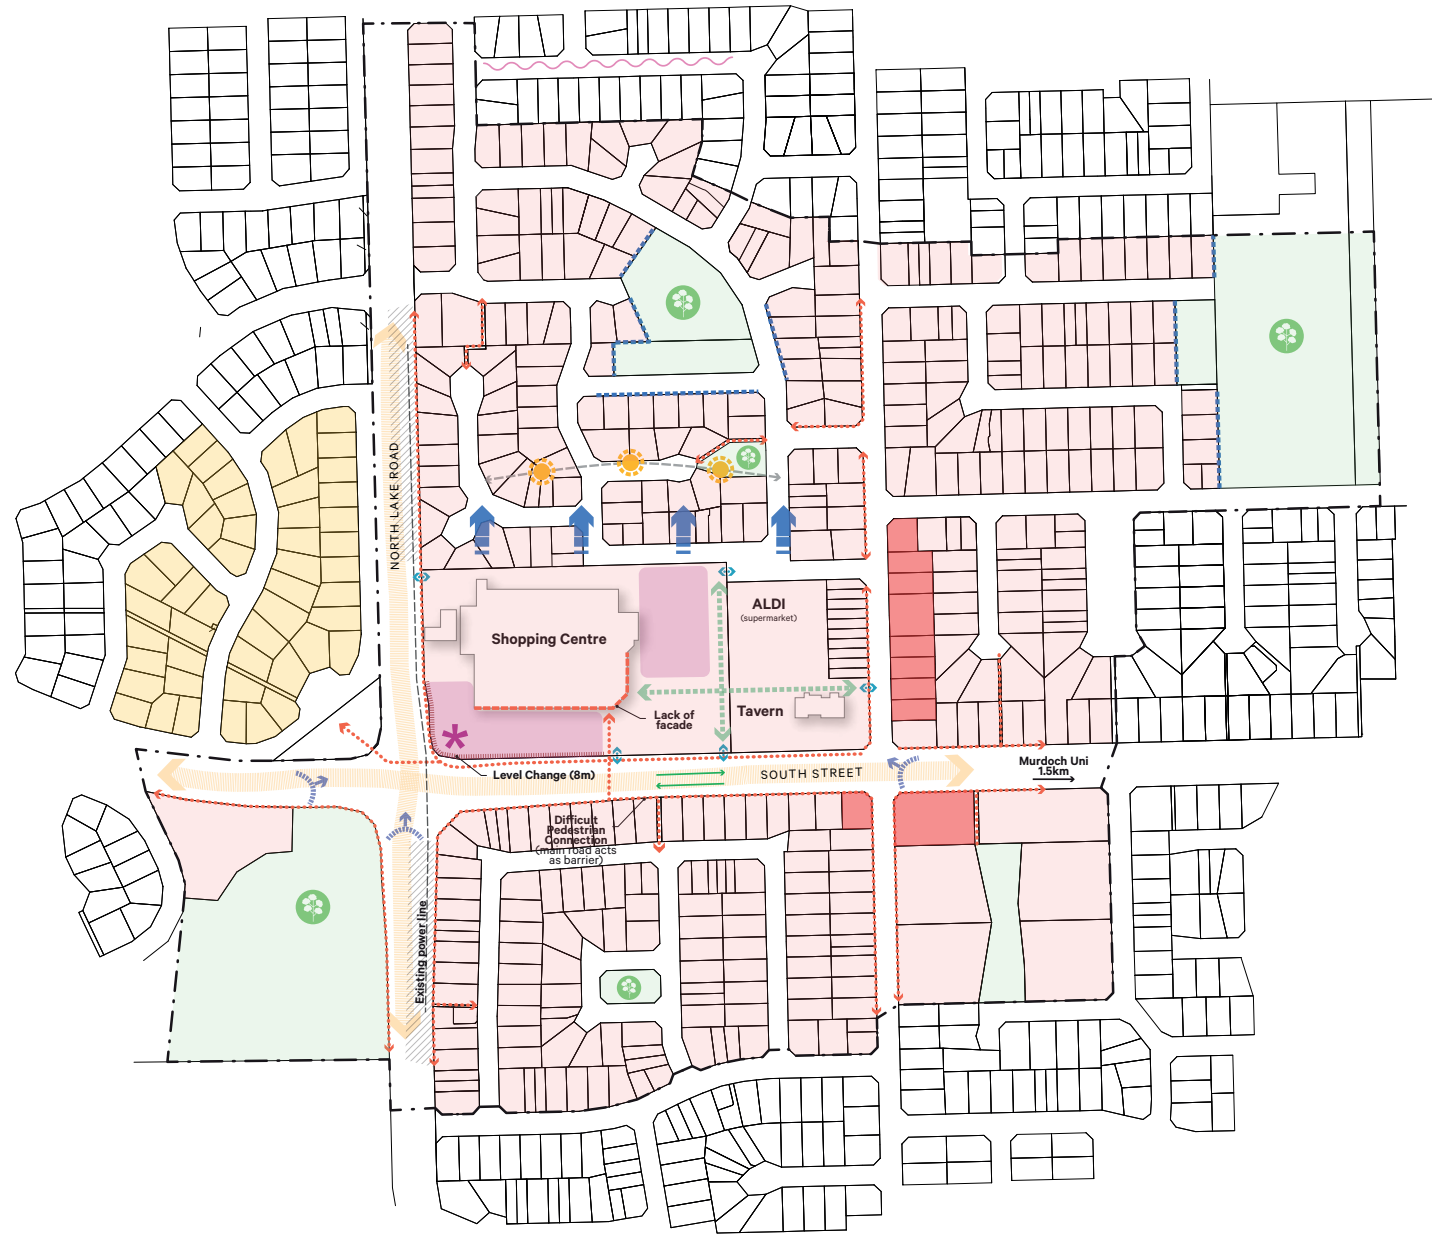 NORTH LAKE ROAD
ALDI
(supermarket)
Shopping Centre
Lack of
facade
Tavern
*
Level Change (8m)
SOUTH STREET
Murdoch Uni
1.5km
Difficult
Pedestrian
Connection
(main road acts
as barrier)
Existing power line